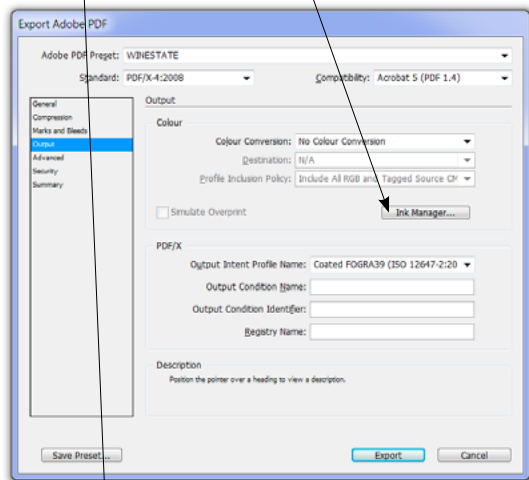 Export Adobe PDF
Adobe PDF Preset: WINESTATE
Standard: PDF/X-4:2008 Compatibility: Acrobat 5 (PDF 1.4)
General
Compression
Marks and Bleeds
Output
Advanced
Security
Summary
Output
Colour
Colour Conversion: No Colour Conversion
Destination: N/A
Profile Inclusion Policy: Include All RGB and Tagged Source CM
Simulate Overprint Ink Manager...
PDF/X
Output Intent Profile Name: Coated FOGRA39 (ISO 12647-2:20
Output Condition Name:
Output Condition Identifier:
Registry Name:
Description
Position the pointer over a heading to view a description.
Save Preset... Export Cancel